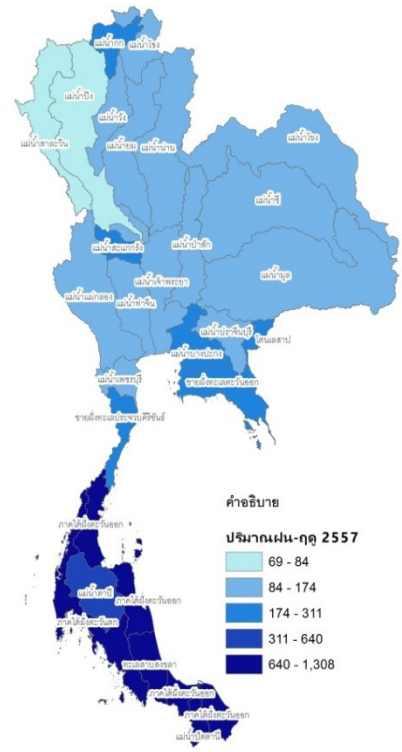 แม่น้ำกก
แม่น้ำโขง
แม่น้ำปิง
แม่น้ำวัง
แม่น้ำสาละวิน
แม่น้ำยม
แม่น้ำน่าน
แม่น้ำโขง
แม่น้ำชี
แม่น้ำสะแกกรัง
แม่น้ำป่าสัก
แม่น้ำมูล
แม่น้ำเจ้าพระยา
แม่น้ำแม่กลอง
แม่น้ำท่าจีน
แม่น้ำปราจีนบุรี
โตนเลสาป
แม่น้ำบางปะกง
แม่น้ำเพชรบุรี
ชายฝั่งทะเลตะวันออก
ชายฝั่งทะเลประจวบคีรีขันธ์
ภาคใต้ฝั่งตะวันออก
แม่น้ำตาปี
ภาคใต้ฝั่งตะวันออก
ภาคใต้ฝั่งตะวันตก
ทะเลสาบสงขลา
ภาคใต้ฝั่งตะวันออก
ภาคใต้ฝั่งตะวันออก
แม่น้ำปัตตานี
คำอธิบาย
ปริมาณฝน-ฤดู 2557
69 - 84
84 - 174
174 - 311
311 - 640
640 - 1,308